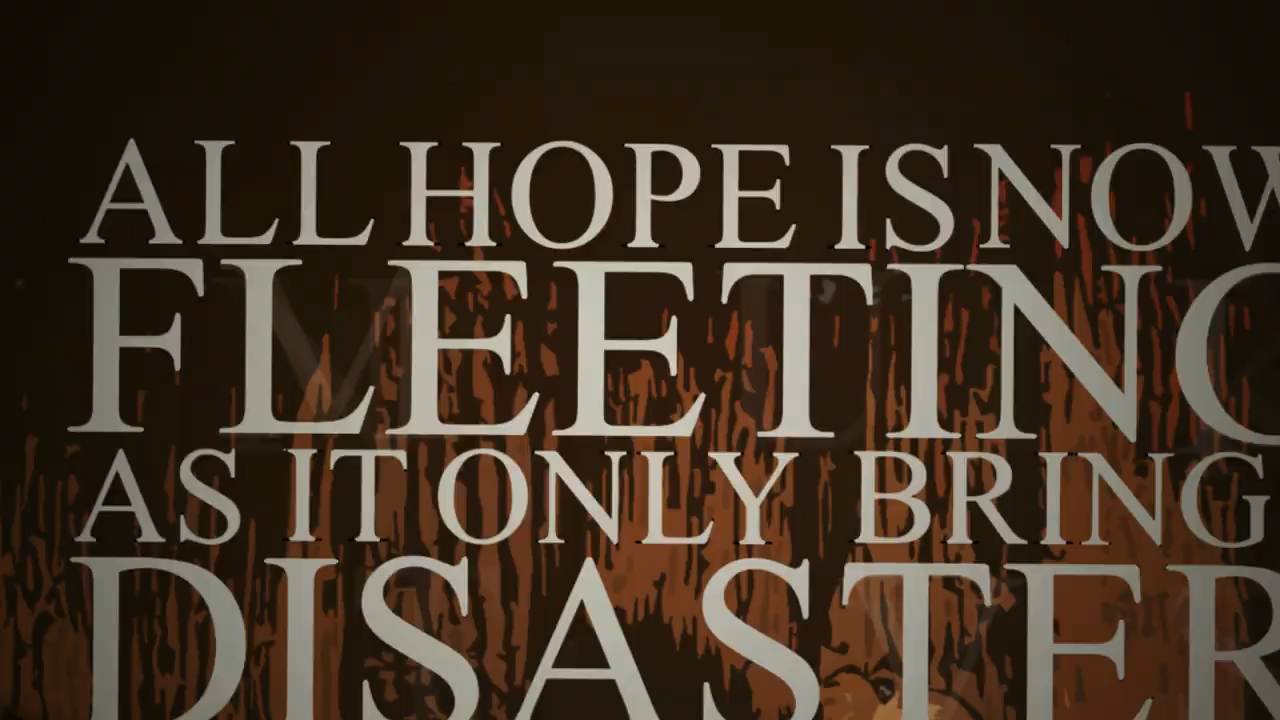 ALL HOPE IS NOW
FLEETING
AS IT ONLY BRING
DISASTER